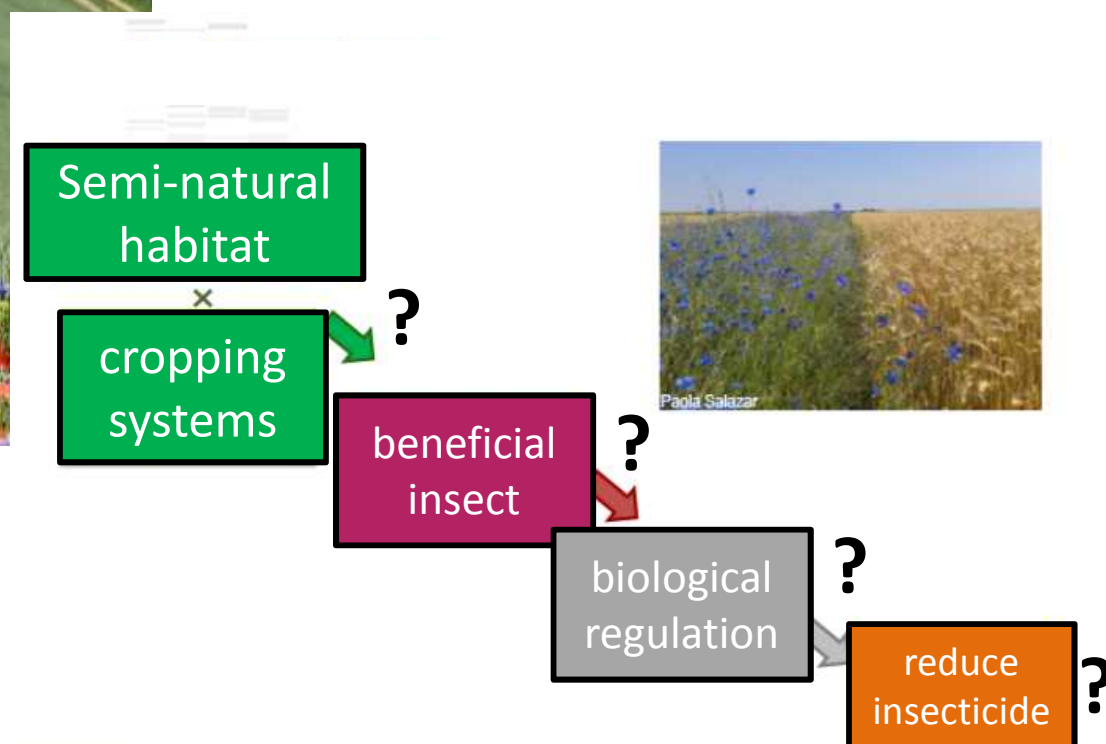 Semi-natural
habitat
×
cropping
systems
?
beneficial
insect
?
biological
regulation
?
reduce
insecticide
?
Paola Salazar